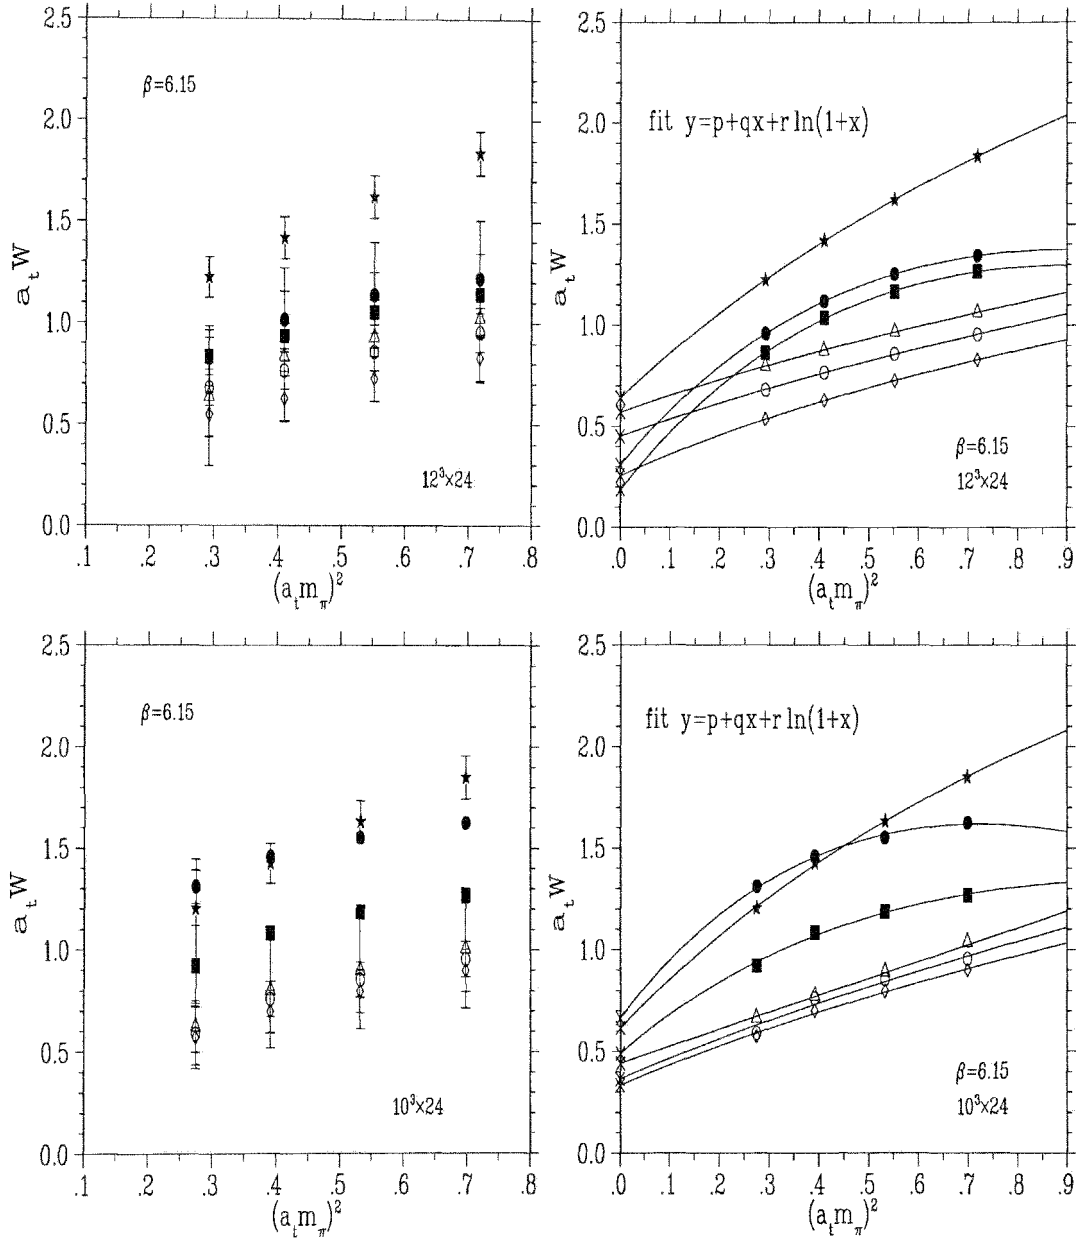 2.5
2.0
1.5
1.0
0.5
0.0
a_t W
β=6.15
12³×24
.1 .2 .3 .4 .5 .6 .7 .8
(a_t m_π)²
2.5
2.0
1.5
1.0
0.5
0.0
fit y=p+qx+r ln(1+x)
β=6.15
12³×24
.0 .1 .2 .3 .4 .5 .6 .7 .8 .9
(a_t m_π)²
2.5
2.0
1.5
1.0
0.5
0.0
a_t W
β=6.15
10³×24
.1 .2 .3 .4 .5 .6 .7 .8
(a_t m_π)²
2.5
2.0
1.5
1.0
0.5
0.0
fit y=p+qx+r ln(1+x)
β=6.15
10³×24
.0 .1 .2 .3 .4 .5 .6 .7 .8 .9
(a_t m_π)²